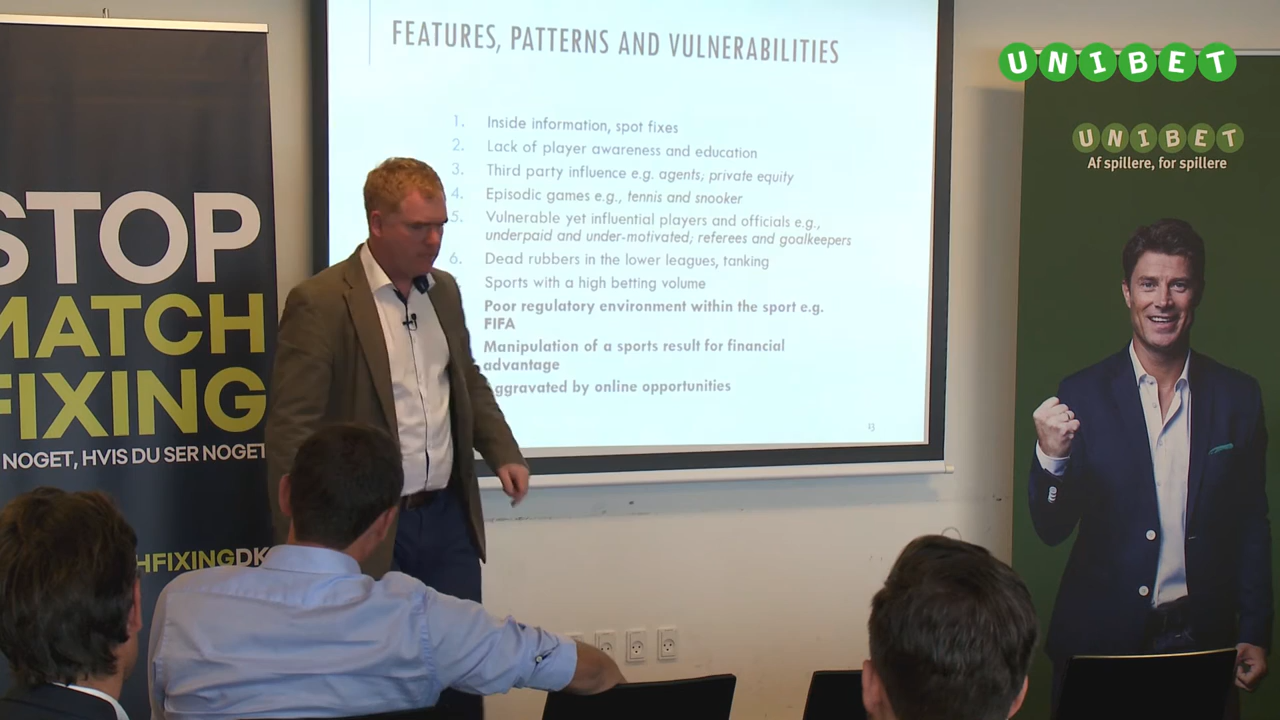 FEATURES, PATTERNS AND VULNERABILITIES
1. Inside information, spot fixes
2. Lack of player awareness and education
3. Third party influence e.g. agents; private equity
4. Episodic games e.g., tennis and snooker
5. Vulnerable yet influential players and officials e.g.,
underpaid and under-motivated; referees and goalkeepers
6. Dead rubbers in the lower leagues, tanking
Sports with a high betting volume
Poor regulatory environment within the sport e.g.
FIFA
Manipulation of a sports result for financial
advantage
ggravated by online opportunities
13
STOP
MATCH
FIXING
NOGET, HVIS DU SER NOGET
HFIXINGDK
UNIBET
UNIBET
Af spillere, for spillere